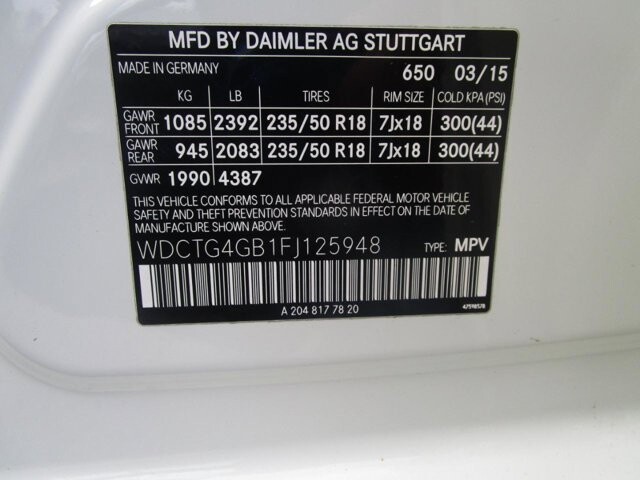 MFD BY DAIMLER AG STUTTGART
MADE IN GERMANY 650 03/15
KG LB TIRES RIM SIZE COLD KPA (PSI)
GAWR FRONT 1085 2392 235/50 R18 7Jx18 300(44)
GAWR REAR 945 2083 235/50 R18 7Jx18 300(44)
GVWR 1990 4387
THIS VEHICLE CONFORMS TO ALL APPLICABLE FEDERAL MOTOR VEHICLE
SAFETY AND THEFT PREVENTION STANDARDS IN EFFECT ON THE DATE
OF MANUFACTURE SHOWN ABOVE.
WDCTG4GB1FJ125948 TYPE: MPV
A 204 817 78 20